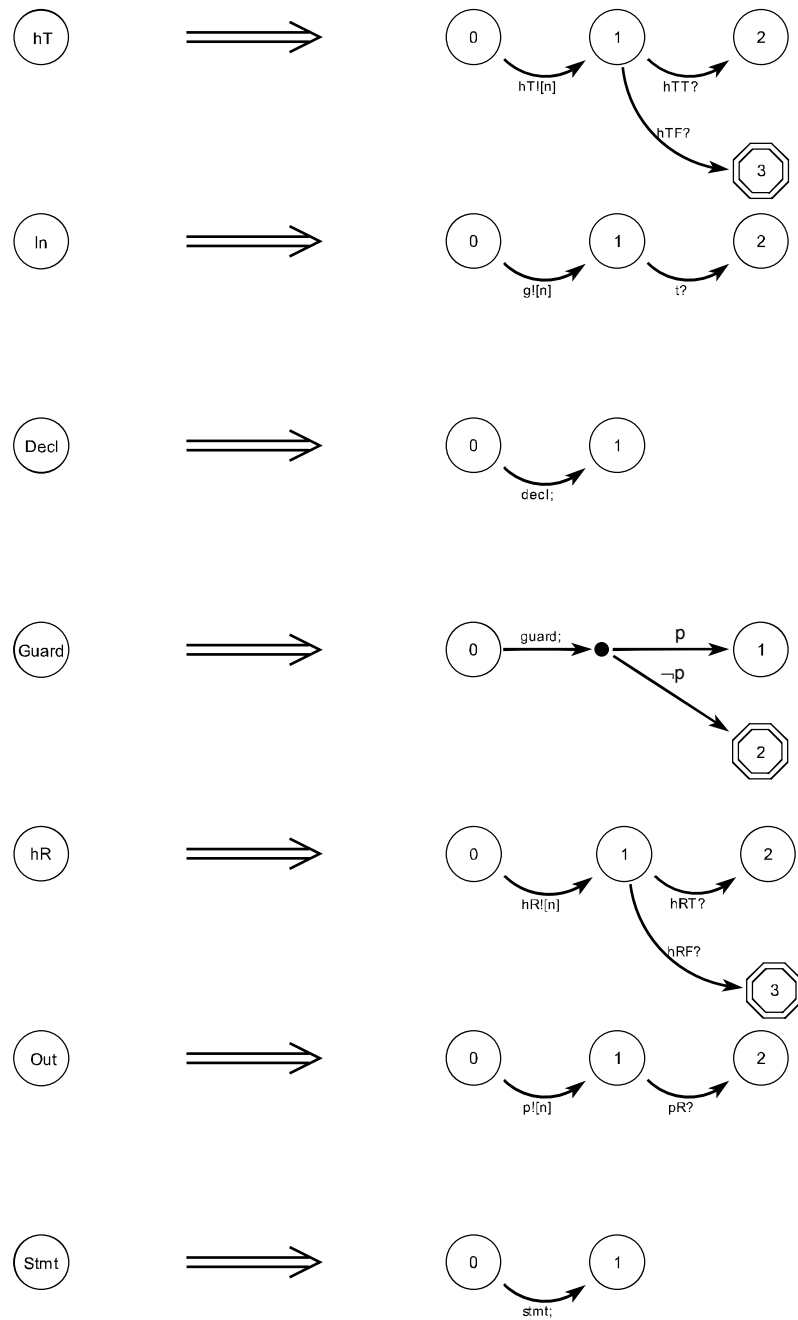 hT 0 1 2
hT![n] hTT?
hTF?
3
In 0 1 2
g![n] t?
Decl 0 1
decl;
Guard 0 guard; p 1
¬p
2
hR 0 1 2
hR![n] hRT?
hRF?
3
Out 0 1 2
p![n] pR?
Stmt 0 1
stmt;